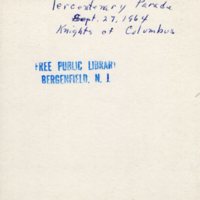 Tercentenary Parade
Sept. 27, 1964
Knights of Columbus
FREE PUBLIC LIBRARY
BERGENFIELD, N. J.